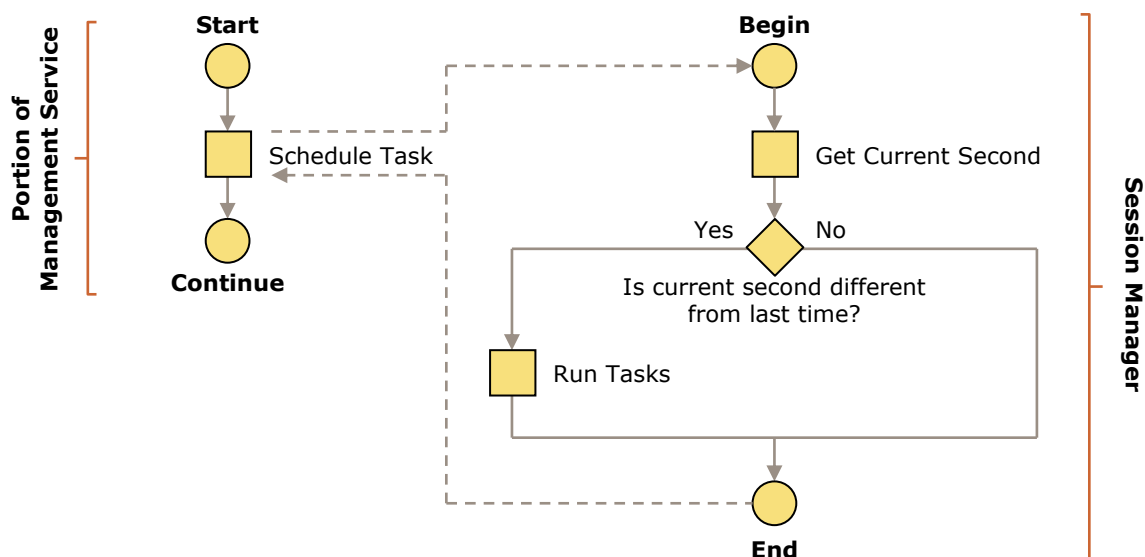 Portion of
Management Service
Start
Schedule Task
Continue
Begin
Get Current Second
Yes
No
Is current second different
from last time?
Run Tasks
End
Session Manager